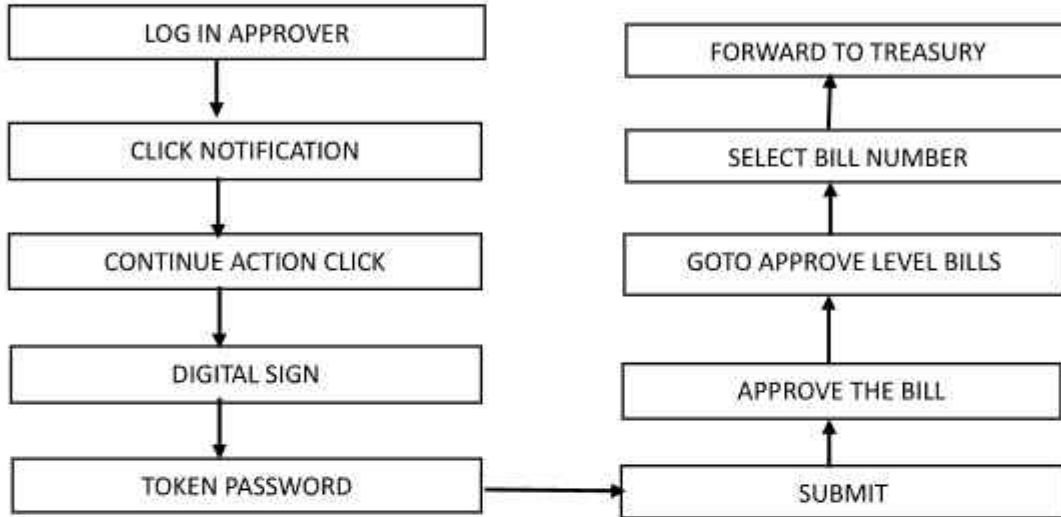 LOG IN APPROVER
CLICK NOTIFICATION
CONTINUE ACTION CLICK
DIGITAL SIGN
TOKEN PASSWORD
SUBMIT
APPROVE THE BILL
GOTO APPROVE LEVEL BILLS
SELECT BILL NUMBER
FORWARD TO TREASURY